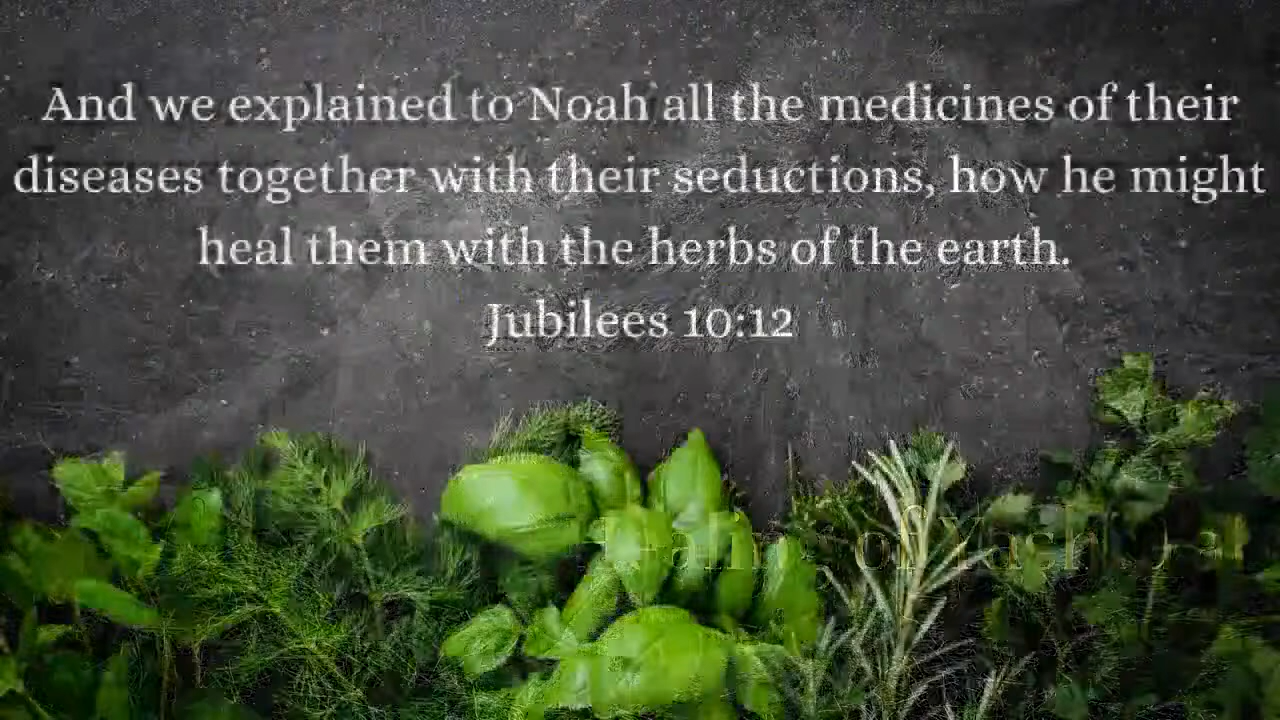 And we explained to Noah all the medicines of their
diseases together with their seductions, how he might
heal them with the herbs of the earth.
Jubilees 10:12
of